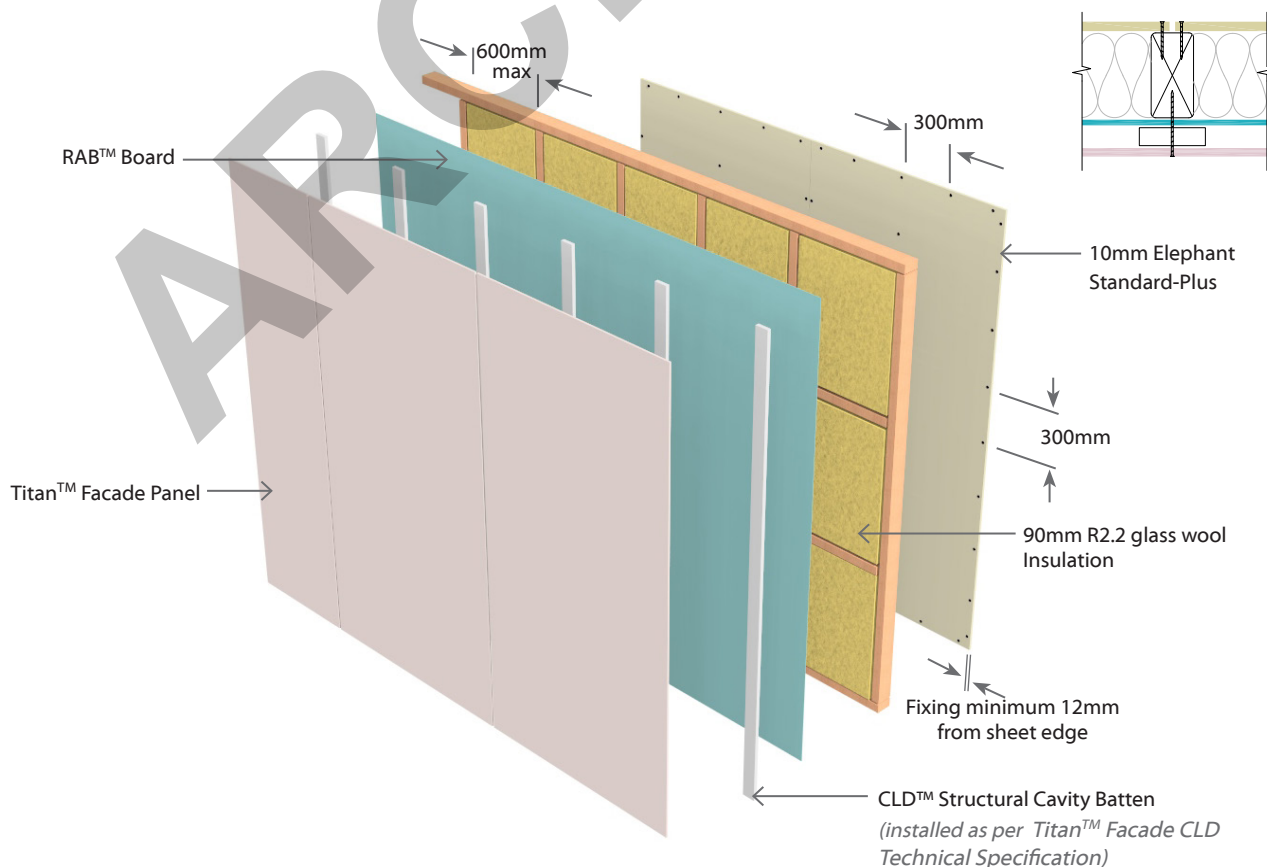 600mm
max
300mm
RAB™ Board
10mm Elephant
Standard-Plus
300mm
Titan™ Facade Panel
90mm R2.2 glass wool
Insulation
Fixing minimum 12mm
from sheet edge
CLD™ Structural Cavity Batten
(installed as per Titan™ Facade CLD
Technical Specification)